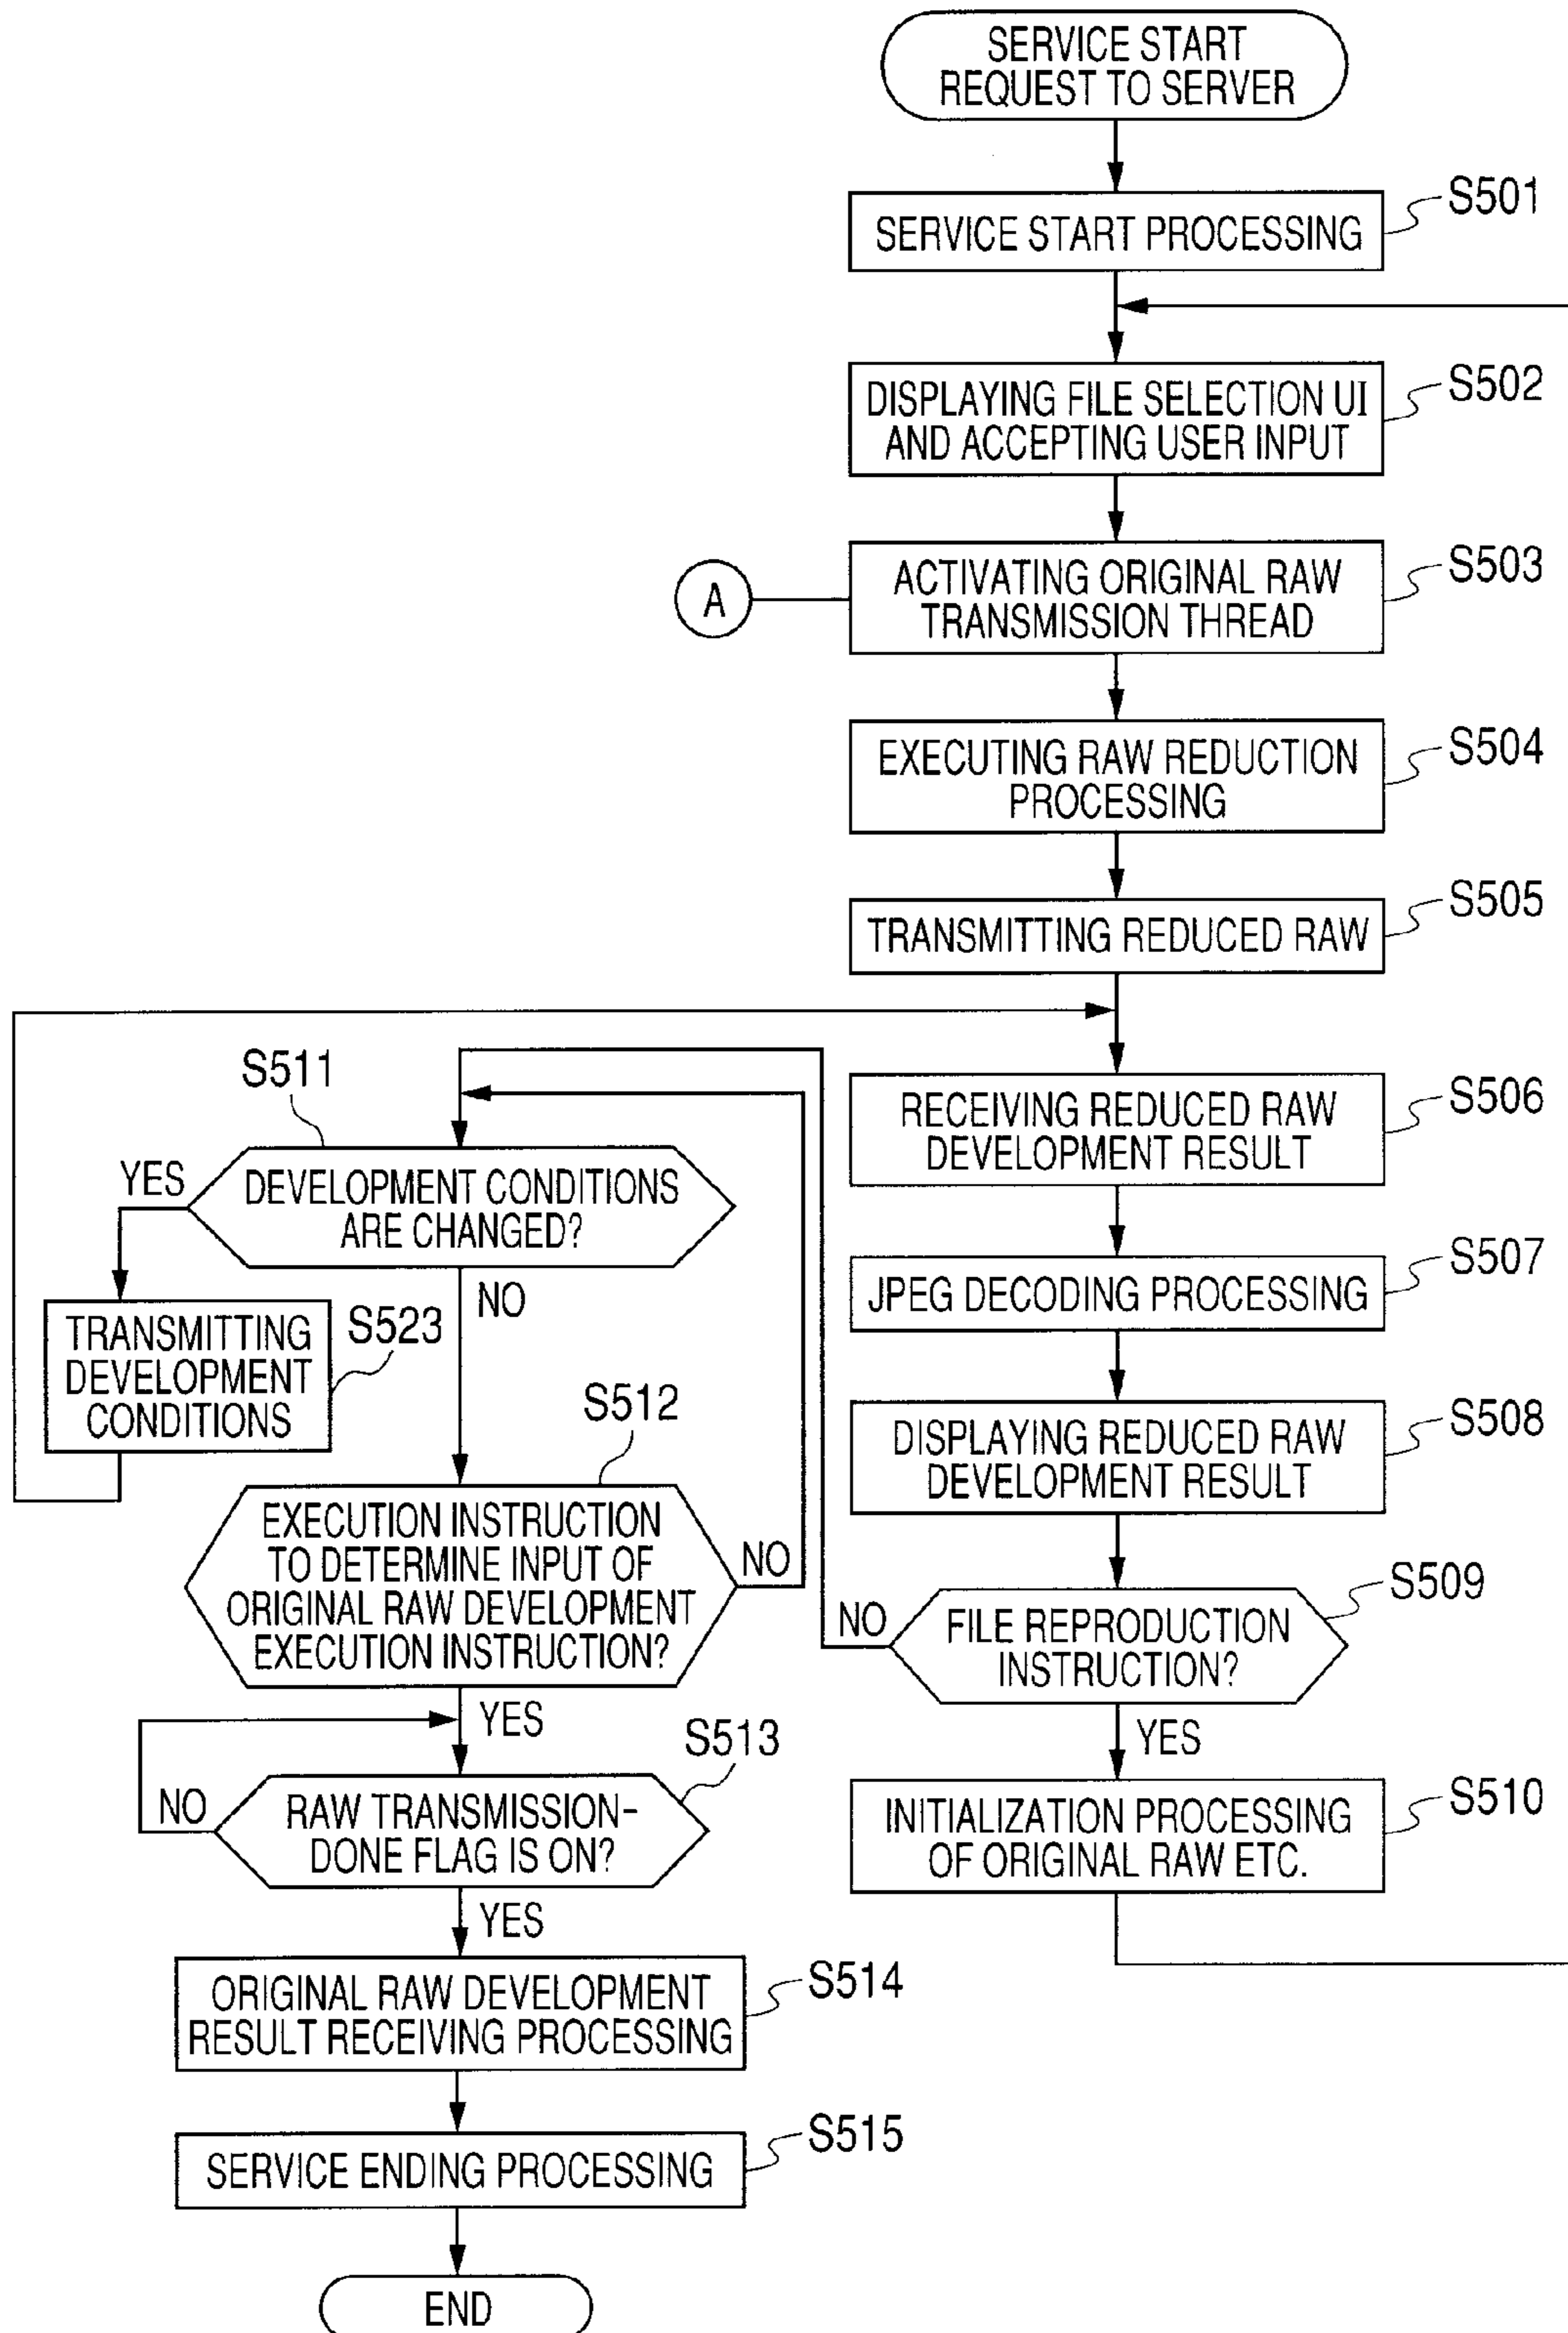 SERVICE START
REQUEST TO SERVER
S501
SERVICE START PROCESSING
S502
DISPLAYING FILE SELECTION UI
AND ACCEPTING USER INPUT
S503
A
ACTIVATING ORIGINAL RAW
TRANSMISSION THREAD
S504
EXECUTING RAW REDUCTION
PROCESSING
S505
TRANSMITTING REDUCED RAW
S506
RECEIVING REDUCED RAW
DEVELOPMENT RESULT
S507
JPEG DECODING PROCESSING
S508
DISPLAYING REDUCED RAW
DEVELOPMENT RESULT
S509
NO
FILE REPRODUCTION
INSTRUCTION?
YES
S510
INITIALIZATION PROCESSING
OF ORIGINAL RAW ETC.
S511
YES
DEVELOPMENT CONDITIONS
ARE CHANGED?
NO
S523
TRANSMITTING
DEVELOPMENT
CONDITIONS
S512
EXECUTION INSTRUCTION
TO DETERMINE INPUT OF
ORIGINAL RAW DEVELOPMENT
EXECUTION INSTRUCTION?
NO
YES
S513
NO
RAW TRANSMISSION-
DONE FLAG IS ON?
YES
S514
ORIGINAL RAW DEVELOPMENT
RESULT RECEIVING PROCESSING
S515
SERVICE ENDING PROCESSING
END